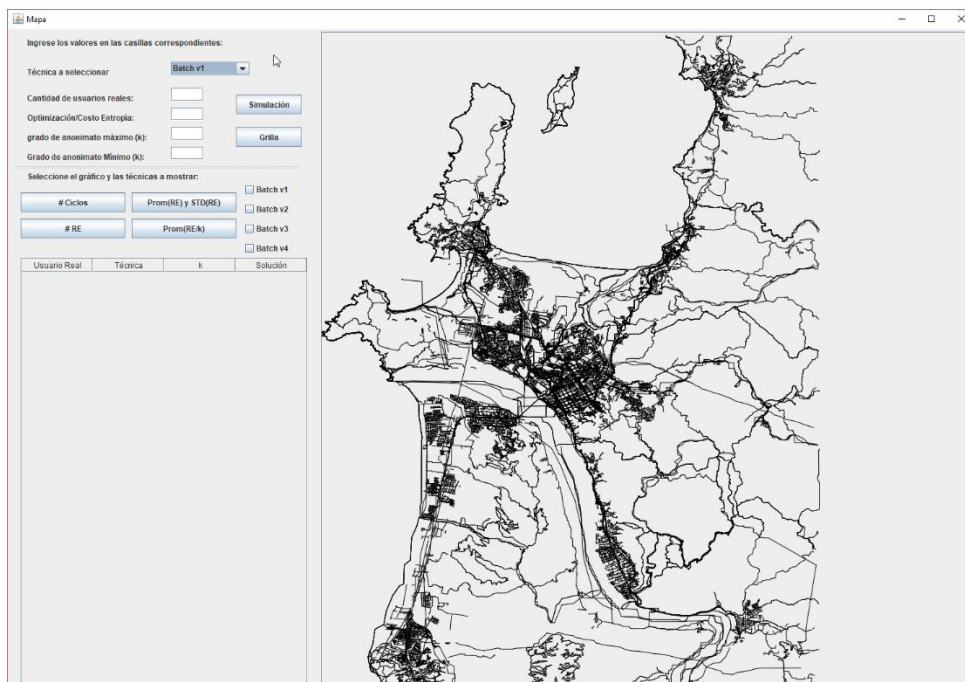 Mapa
Ingrese los valores en las casillas correspondientes:
Técnica a seleccionar
Batch v1
Cantidad de usuarios reales:
Optimización/Costo Entropia:
Simulación
grado de anonimato máximo (k):
Grilla
Grado de anonimato Mínimo (k):
Seleccione el gráfico y las técnicas a mostrar:
# Ciclos
Prom(RE) y STD(RE)
Batch v1
Batch v2
# RE
Prom(RE/k)
Batch v3
Batch v4
Usuario Real Técnica k Solución